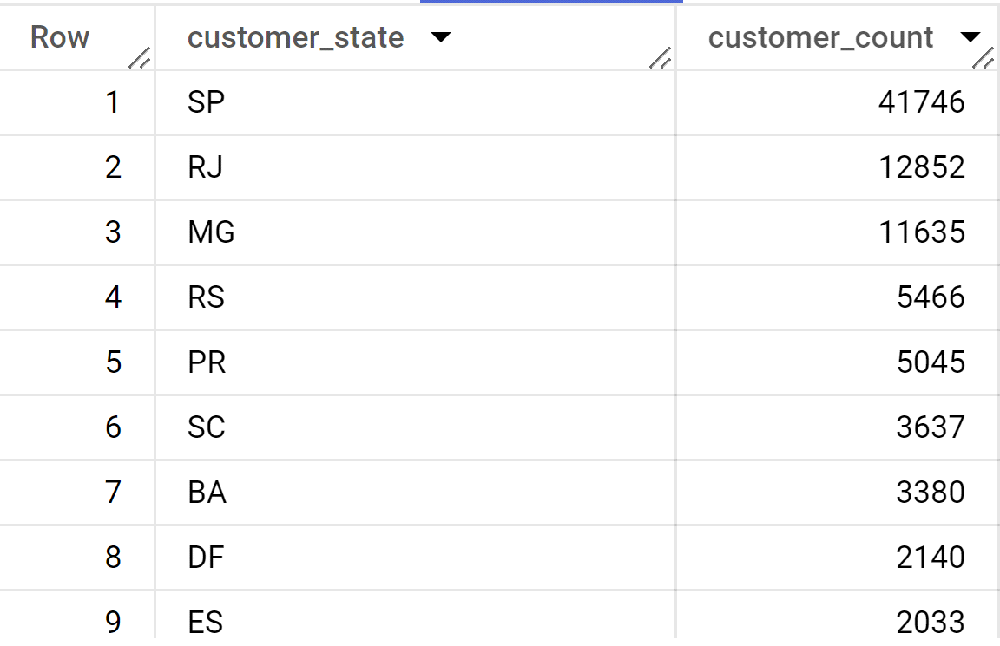 Row customer_state customer_count
1 SP 41746
2 RJ 12852
3 MG 11635
4 RS 5466
5 PR 5045
6 SC 3637
7 BA 3380
8 DF 2140
9 ES 2033